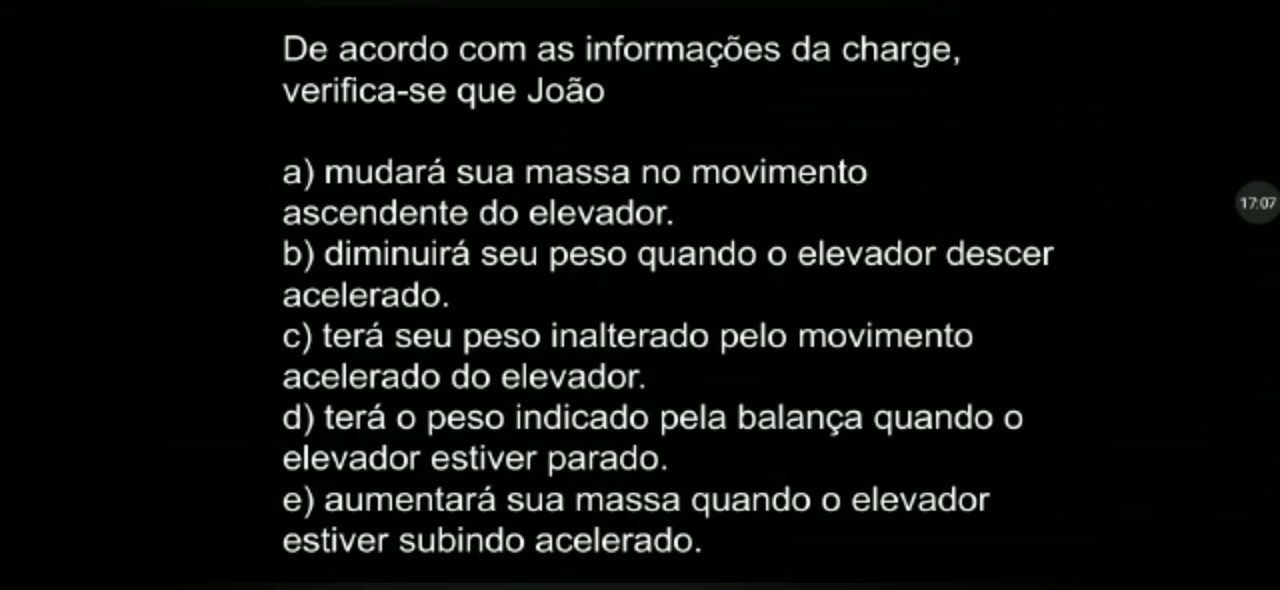 De acordo com as informações da charge,
verifica-se que João
a) mudará sua massa no movimento
ascendente do elevador.
b) diminuirá seu peso quando o elevador descer
acelerado.
c) terá seu peso inalterado pelo movimento
acelerado do elevador.
d) terá o peso indicado pela balança quando o
elevador estiver parado.
e) aumentará sua massa quando o elevador
estiver subindo acelerado.
17:07